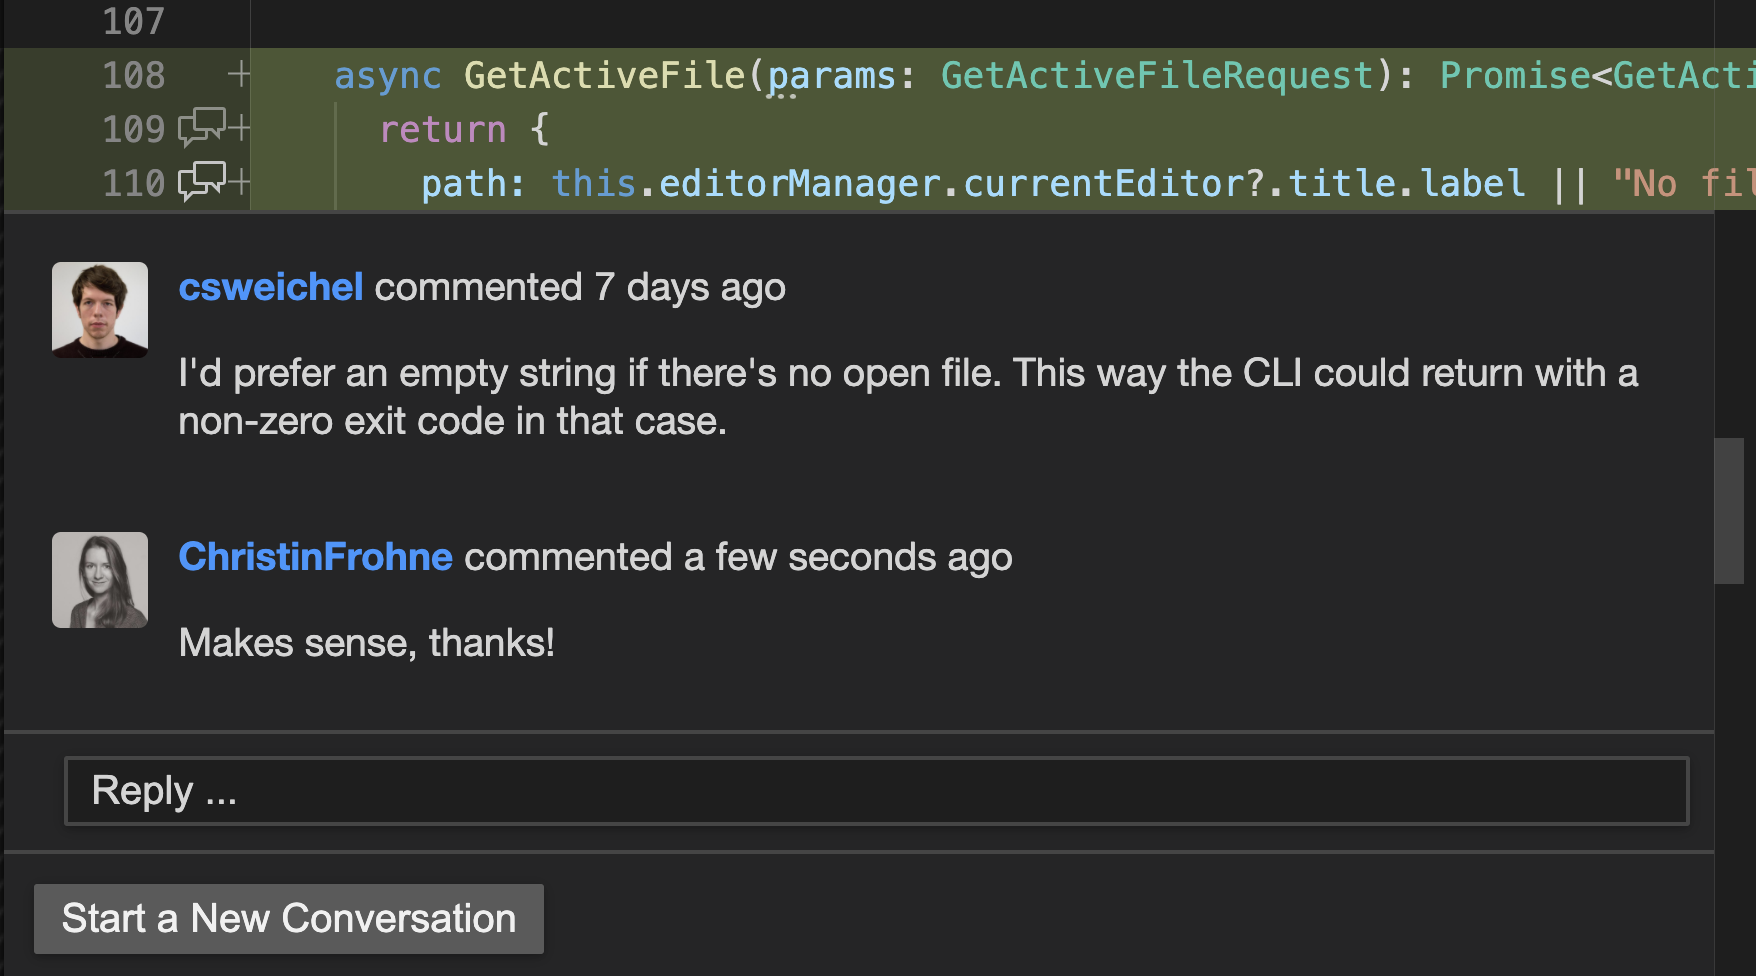 107
108 + async GetActiveFile(params: GetActiveFileRequest): Promise<GetActi
109 + return {
110 + path: this.editorManager.currentEditor?.title.label || "No fil
csweichel commented 7 days ago
I'd prefer an empty string if there's no open file. This way the CLI could return with a
non-zero exit code in that case.
ChristinFrohne commented a few seconds ago
Makes sense, thanks!
Reply ...
Start a New Conversation